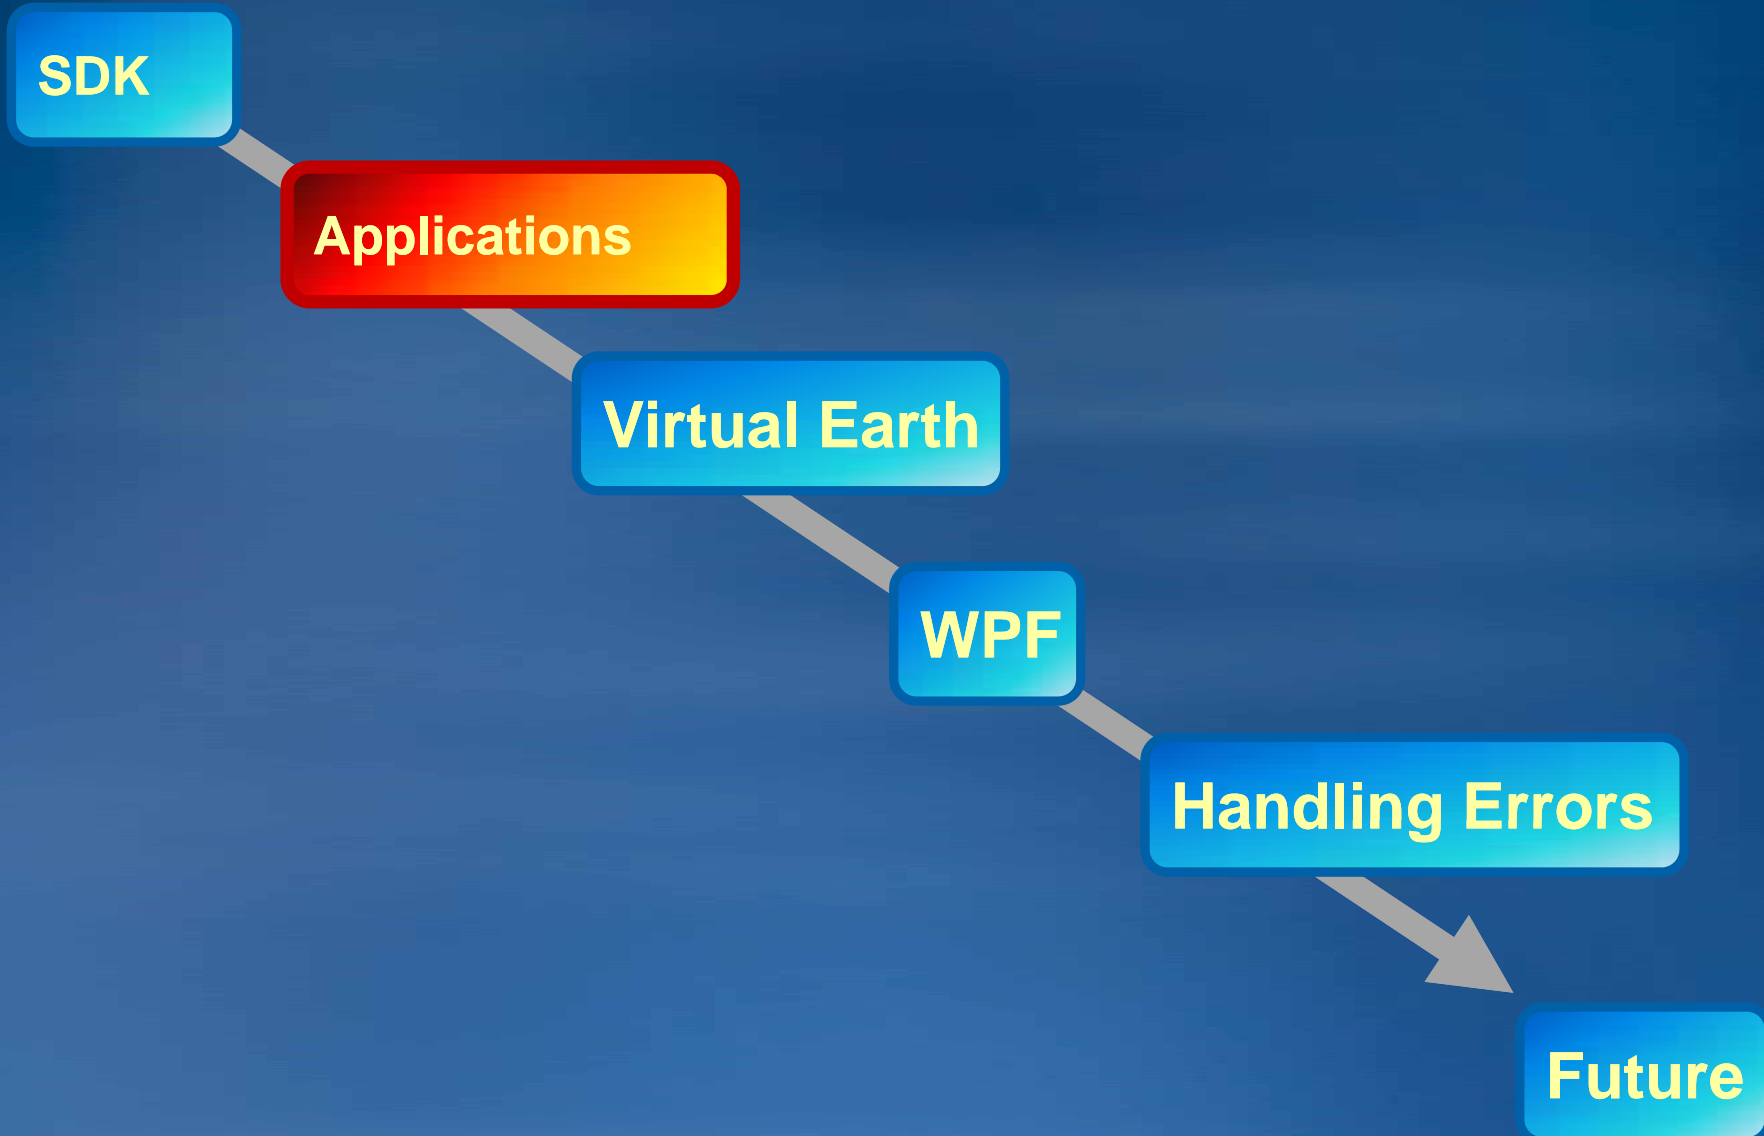 SDK
Applications
Virtual Earth
WPF
Handling Errors
Future